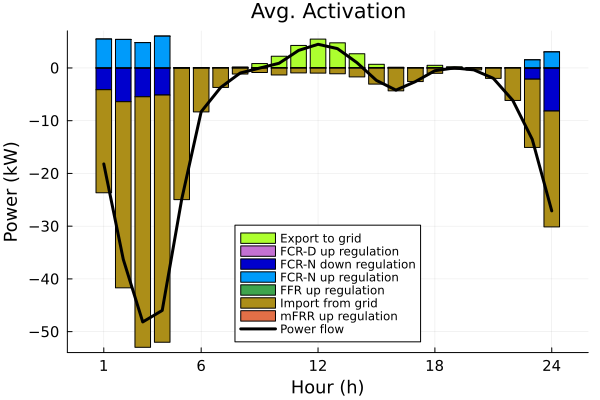 Avg. Activation
Power (kW)
0
−10
−20
−30
−40
−50
Export to grid
FCR-D up regulation
FCR-N down regulation
FCR-N up regulation
FFR up regulation
Import from grid
mFRR up regulation
Power flow
1 6 12 18 24
Hour (h)